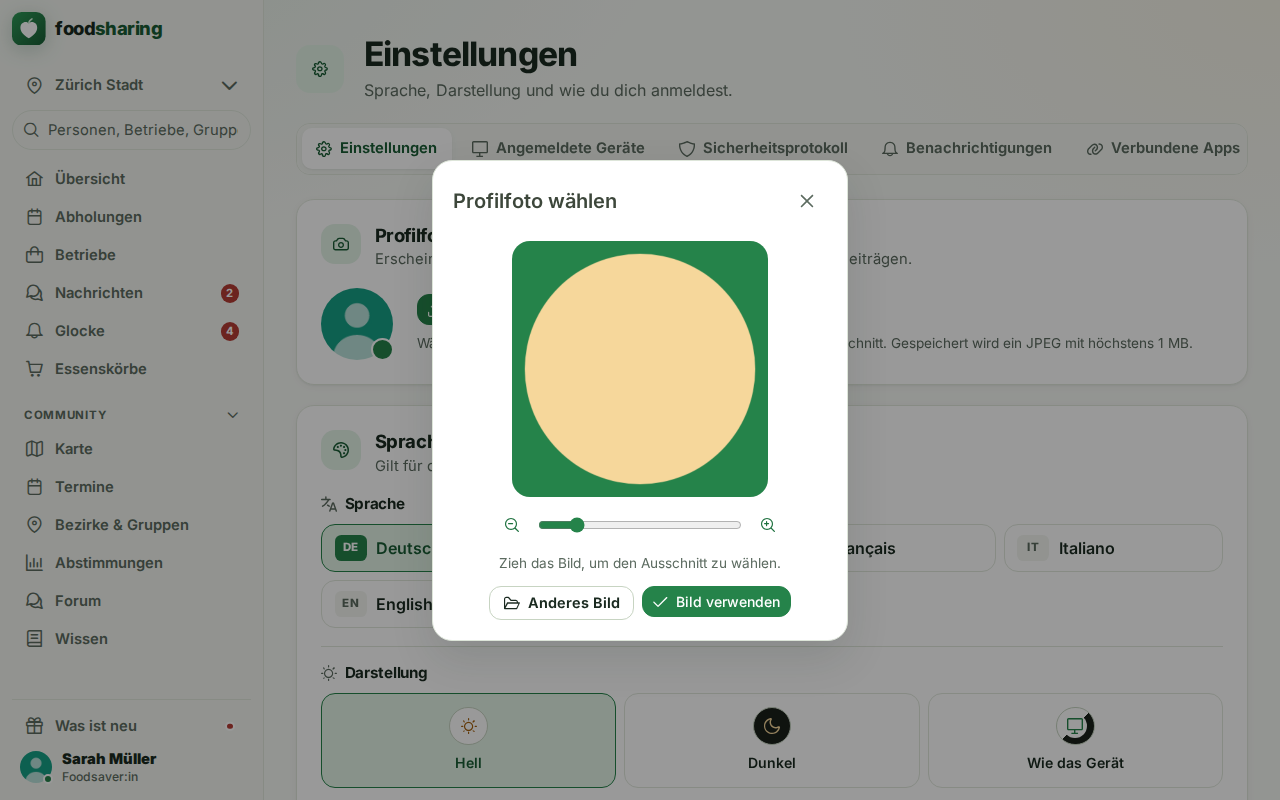 foodsharing
Zürich Stadt
Personen, Betriebe, Grupp
Übersicht
Abholungen
Betriebe
Nachrichten 2
Glocke 4
Essenskörbe
COMMUNITY
Karte
Termine
Bezirke & Gruppen
Abstimmungen
Forum
Wissen
Was ist neu
Sarah Müller
Foodsaver:in
Einstellungen
Sprache, Darstellung und wie du dich anmeldest.
Einstellungen Angemeldete Geräte Sicherheitsprotokoll Benachrichtigungen Verbundene Apps
eiträgen.
chnitt. Gespeichert wird ein JPEG mit höchstens 1 MB.
Profilfoto wählen
Zieh das Bild, um den Ausschnitt zu wählen.
Anderes Bild Bild verwenden
Gilt für
Sprache
DE Deutsc
ançais
IT Italiano
EN English
Darstellung
Hell
Dunkel
Wie das Gerät